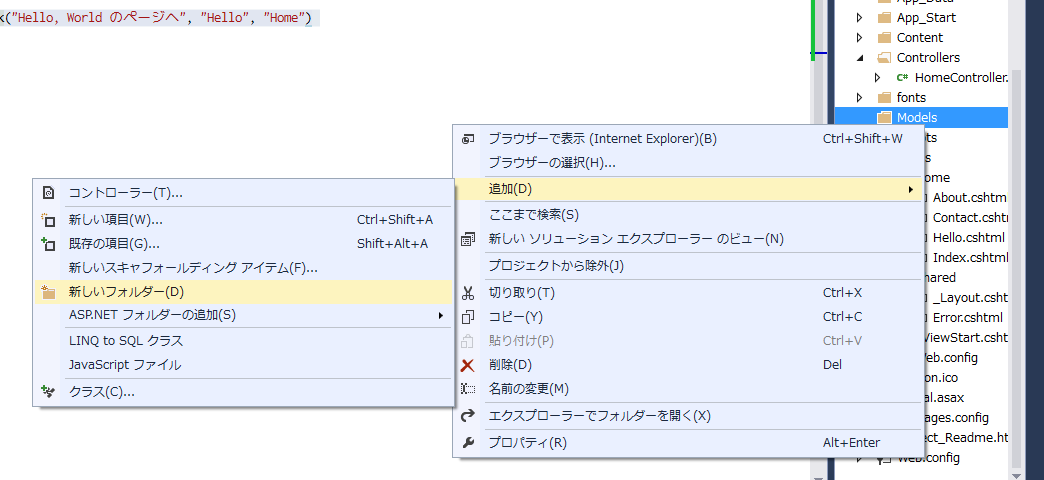 k("Hello, World のページへ", "Hello", "Home")
App_Data
App_Start
Content
Controllers
C# HomeController.
fonts
Models
ブラウザーで表示 (Internet Explorer)(B) Ctrl+Shift+W
ブラウザーの選択(H)...
追加(D)
ここまで検索(S)
新しい ソリューション エクスプローラー のビュー(N)
プロジェクトから除外(J)
切り取り(T) Ctrl+X
コピー(Y) Ctrl+C
貼り付け(P) Ctrl+V
削除(D) Del
名前の変更(M)
エクスプローラーでフォルダーを開く(X)
プロパティ(R) Alt+Enter
コントローラー(T)...
新しい項目(W)... Ctrl+Shift+A
既存の項目(G)... Shift+Alt+A
新しいスキャフォールディング アイテム(F)...
新しいフォルダー(D)
ASP.NET フォルダーの追加(S)
LINQ to SQL クラス
JavaScript ファイル
クラス(C)...
ts
s
ome
About.cshtm
Contact.cshtm
Hello.cshtml
Index.cshtml
hared
_Layout.cshtm
Error.cshtml
ViewStart.csht
Web.config
on.ico
al.asax
ages.config
ect_Readme.ht
Web.config